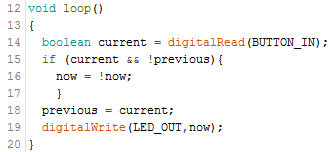 12 void loop()
13 {
14   boolean current = digitalRead(BUTTON_IN);
15   if (current && !previous){
16     now = !now;
17     }
18   previous = current;
19   digitalWrite(LED_OUT,now);
20 }